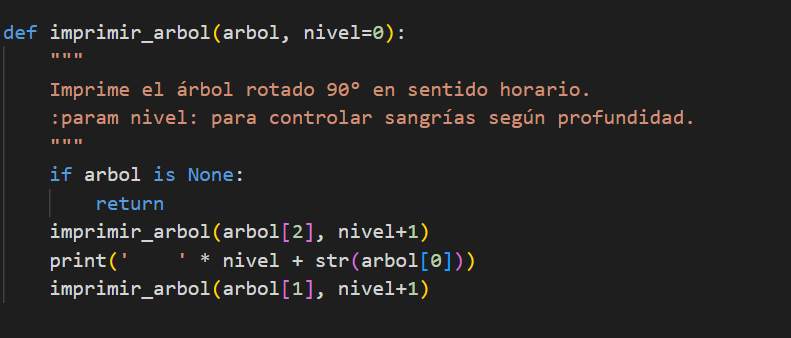 def imprimir_arbol(arbol, nivel=0):
    """
    Imprime el árbol rotado 90° en sentido horario.
    :param nivel: para controlar sangrías según profundidad.
    """
    if arbol is None:
        return
    imprimir_arbol(arbol[2], nivel+1)
    print('    ' * nivel + str(arbol[0]))
    imprimir_arbol(arbol[1], nivel+1)